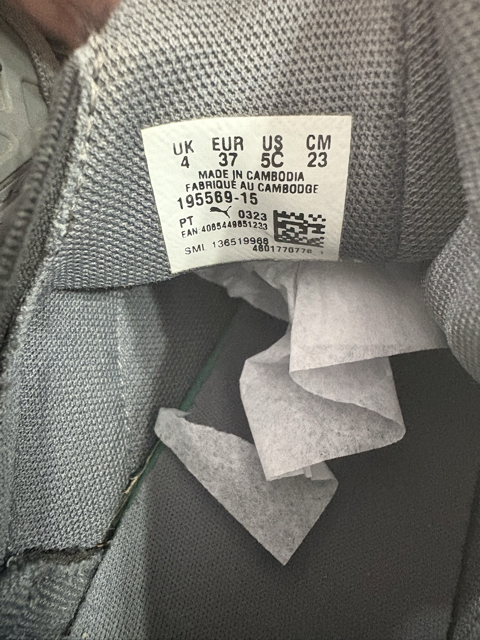 UK EUR US CM
4 37 5C 23
MADE IN CAMBODIA
FABRIQUÉ AU CAMBODGE
195569-15
PT 0323
EAN 4065449851233
SML 136519968
4801770776